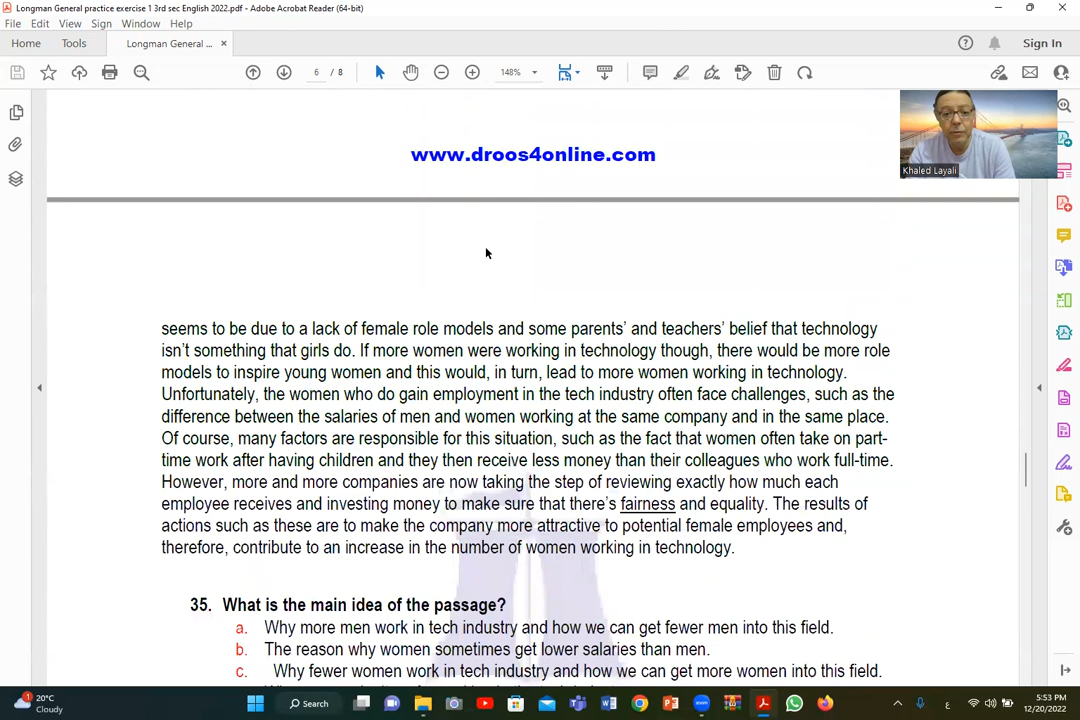 Longman General practice exercise 1 3rd sec English 2022.pdf - Adobe Acrobat Reader (64-bit)
File Edit View Sign Window Help
Home Tools Longman General ... × Sign In
6 / 8 148%
www.droos4online.com
Khaled Layali
seems to be due to a lack of female role models and some parents' and teachers' belief that technology
isn't something that girls do. If more women were working in technology though, there would be more role
models to inspire young women and this would, in turn, lead to more women working in technology.
Unfortunately, the women who do gain employment in the tech industry often face challenges, such as the
difference between the salaries of men and women working at the same company and in the same place.
Of course, many factors are responsible for this situation, such as the fact that women often take on part-
time work after having children and they then receive less money than their colleagues who work full-time.
However, more and more companies are now taking the step of reviewing exactly how much each
employee receives and investing money to make sure that there's fairness and equality. The results of
actions such as these are to make the company more attractive to potential female employees and,
therefore, contribute to an increase in the number of women working in technology.
35. What is the main idea of the passage?
a. Why more men work in tech industry and how we can get fewer men into this field.
b. The reason why women sometimes get lower salaries than men.
c. Why fewer women work in tech industry and how we can get more women into this field.
20°C
Cloudy
Search
ع
5:53 PM
12/20/2022